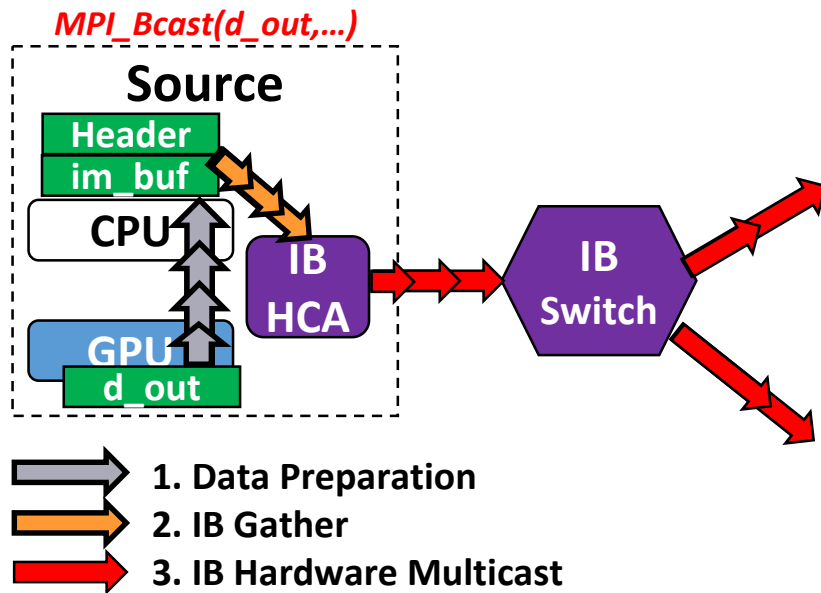 MPI_Bcast(d_out,...)
Source
Header
im_buf
CPU
IB
HCA
GPU
d_out
IB
Switch
1. Data Preparation
2. IB Gather
3. IB Hardware Multicast